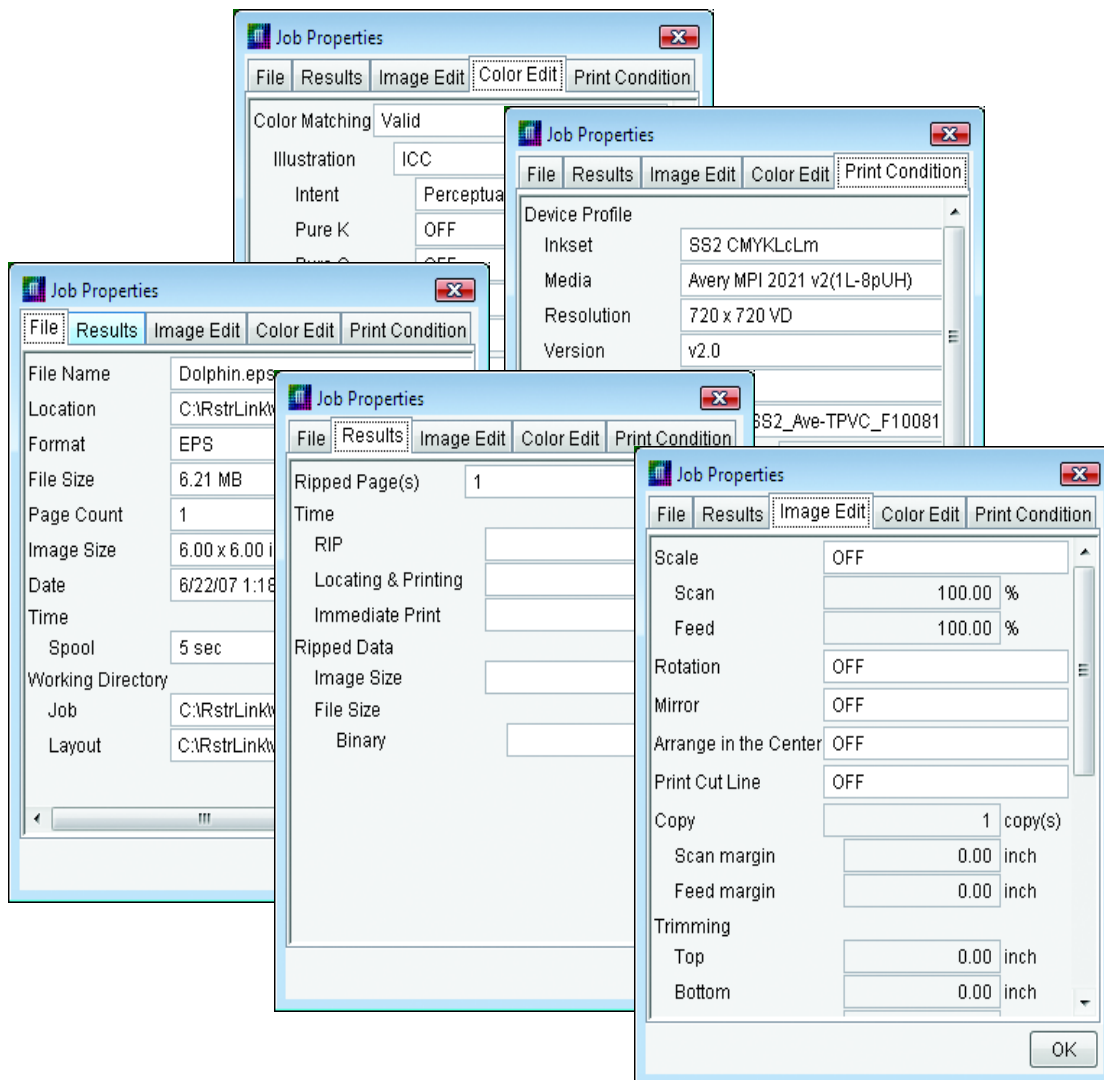 Job Properties
File Results Image Edit Color Edit Print Condition
Color Matching Valid
Illustration ICC
Intent Perceptua
Pure K OFF
Job Properties
File Results Image Edit Color Edit Print Condition
Device Profile
Inkset SS2 CMYKLcLm
Media Avery MPI 2021 v2(1L-8pUH)
Resolution 720 x 720 VD
Version v2.0
SS2_Ave-TPVC_F10081
Job Properties
File Results Image Edit Color Edit Print Condition
File Name Dolphin.eps
Location C:\RstrLink\
Format EPS
File Size 6.21 MB
Page Count 1
Image Size 6.00 x 6.00 i
Date 6/22/07 1:18
Time
Spool 5 sec
Working Directory
Job C:\RstrLink\
Layout C:\RstrLink\
Job Properties
File Results Image Edit Color Edit Print Condition
Ripped Page(s) 1
Time
RIP
Locating & Printing
Immediate Print
Ripped Data
Image Size
File Size
Binary
Job Properties
File Results Image Edit Color Edit Print Condition
Scale OFF
Scan 100.00 %
Feed 100.00 %
Rotation OFF
Mirror OFF
Arrange in the Center OFF
Print Cut Line OFF
Copy 1 copy(s)
Scan margin 0.00 inch
Feed margin 0.00 inch
Trimming
Top 0.00 inch
Bottom 0.00 inch
OK